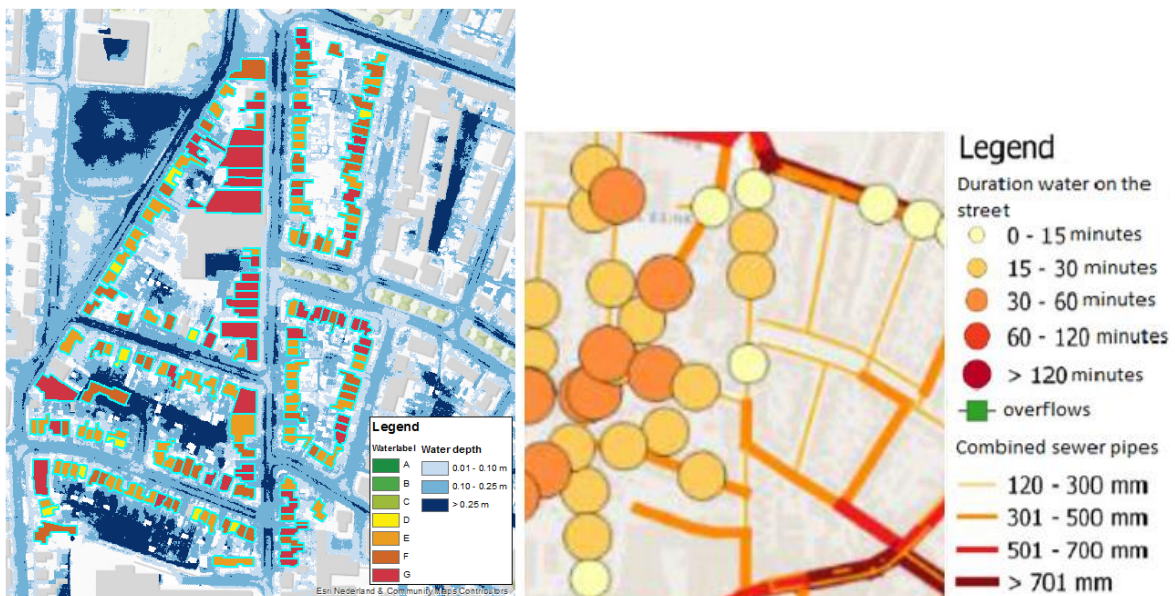 Legend
Waterlabel Water depth
A
B
C
D
E
F
G
0.01 - 0.10 m
0.10 - 0.25 m
> 0.25 m
Esri Nederland & Community Maps Contributors
Legend
Duration water on the
street
0 - 15 minutes
15 - 30 minutes
30 - 60 minutes
60 - 120 minutes
> 120 minutes
overflows
Combined sewer pipes
120 - 300 mm
301 - 500 mm
501 - 700 mm
> 701 mm